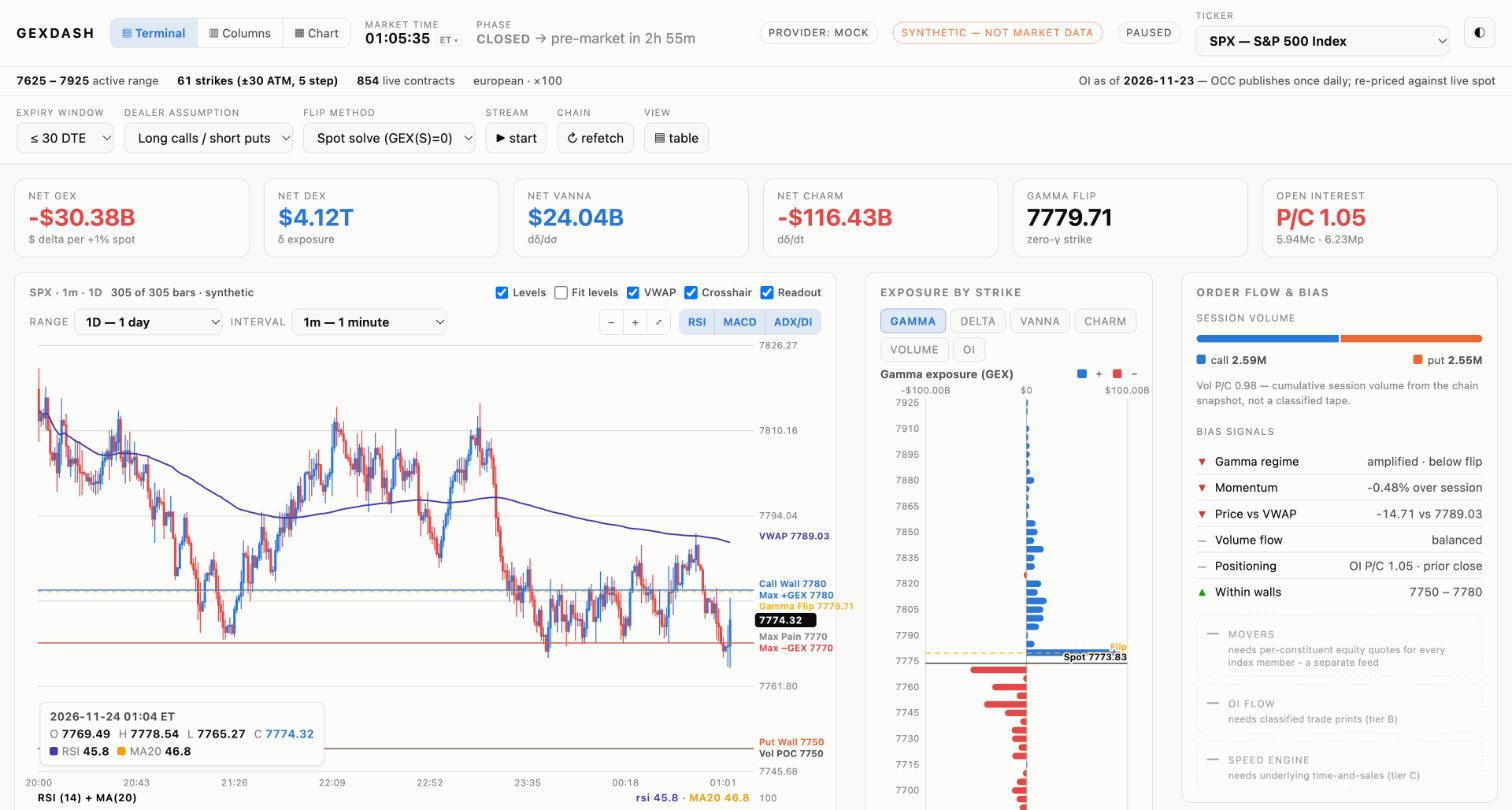 GEXDASH
Terminal
Columns
Chart
MARKET TIME
01:05:35 ET
PHASE
CLOSED → pre-market in 2h 55m
PROVIDER: MOCK
SYNTHETIC — NOT MARKET DATA
PAUSED
TICKER
SPX — S&P 500 Index
7625 – 7925 active range 61 strikes (±30 ATM, 5 step) 854 live contracts european · ×100
OI as of 2026-11-23 — OCC publishes once daily; re-priced against live spot
EXPIRY WINDOW
≤ 30 DTE
DEALER ASSUMPTION
Long calls / short puts
FLIP METHOD
Spot solve (GEX(S)=0)
STREAM
start
CHAIN
refetch
VIEW
table
NET GEX
-$30.38B
$ delta per +1% spot
NET DEX
$4.12T
δ exposure
NET VANNA
$24.04B
dδ/dσ
NET CHARM
-$116.43B
dδ/dt
GAMMA FLIP
7779.71
zero-γ strike
OPEN INTEREST
P/C 1.05
5.94Mc · 6.23Mp
SPX · 1m · 1D 305 of 305 bars · synthetic
Levels
Fit levels
VWAP
Crosshair
Readout
RANGE
1D — 1 day
INTERVAL
1m — 1 minute
−
+
RSI
MACD
ADX/DI
7826.27
7810.16
7794.04
VWAP 7789.03
Call Wall 7780
Max +GEX 7780
Gamma Flip 7779.71
7774.32
Max Pain 7770
Max −GEX 7770
7761.80
Put Wall 7750
Vol POC 7750
7745.68
2026-11-24 01:04 ET
O 7769.49 H 7778.54 L 7765.27 C 7774.32
RSI 45.8 MA20 46.8
20:00 20:43 21:26 22:09 22:52 23:35 00:18 01:01
RSI (14) + MA(20)
rsi 45.8 · MA20 46.8
100
EXPOSURE BY STRIKE
GAMMA
DELTA
VANNA
CHARM
VOLUME
OI
Gamma exposure (GEX)
+ −
-$100.00B $0 $100.00B
7925
7910
7895
7880
7865
7850
7835
7820
7805
7790
Flip
Spot 7773.83
7775
7760
7745
7730
7715
7700
ORDER FLOW & BIAS
SESSION VOLUME
call 2.59M
put 2.55M
Vol P/C 0.98 — cumulative session volume from the chain
snapshot, not a classified tape.
BIAS SIGNALS
▼ Gamma regime amplified · below flip
▼ Momentum -0.48% over session
▼ Price vs VWAP -14.71 vs 7789.03
— Volume flow balanced
— Positioning OI P/C 1.05 · prior close
▲ Within walls 7750 – 7780
— MOVERS
needs per-constituent equity quotes for every
index member - a separate feed
— OI FLOW
needs classified trade prints (tier B)
— SPEED ENGINE
needs underlying time-and-sales (tier C)